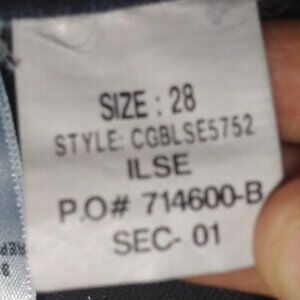 SIZE : 28
STYLE: CGBLSE5752
ILSE
P.O# 714600-B
SEC- 01